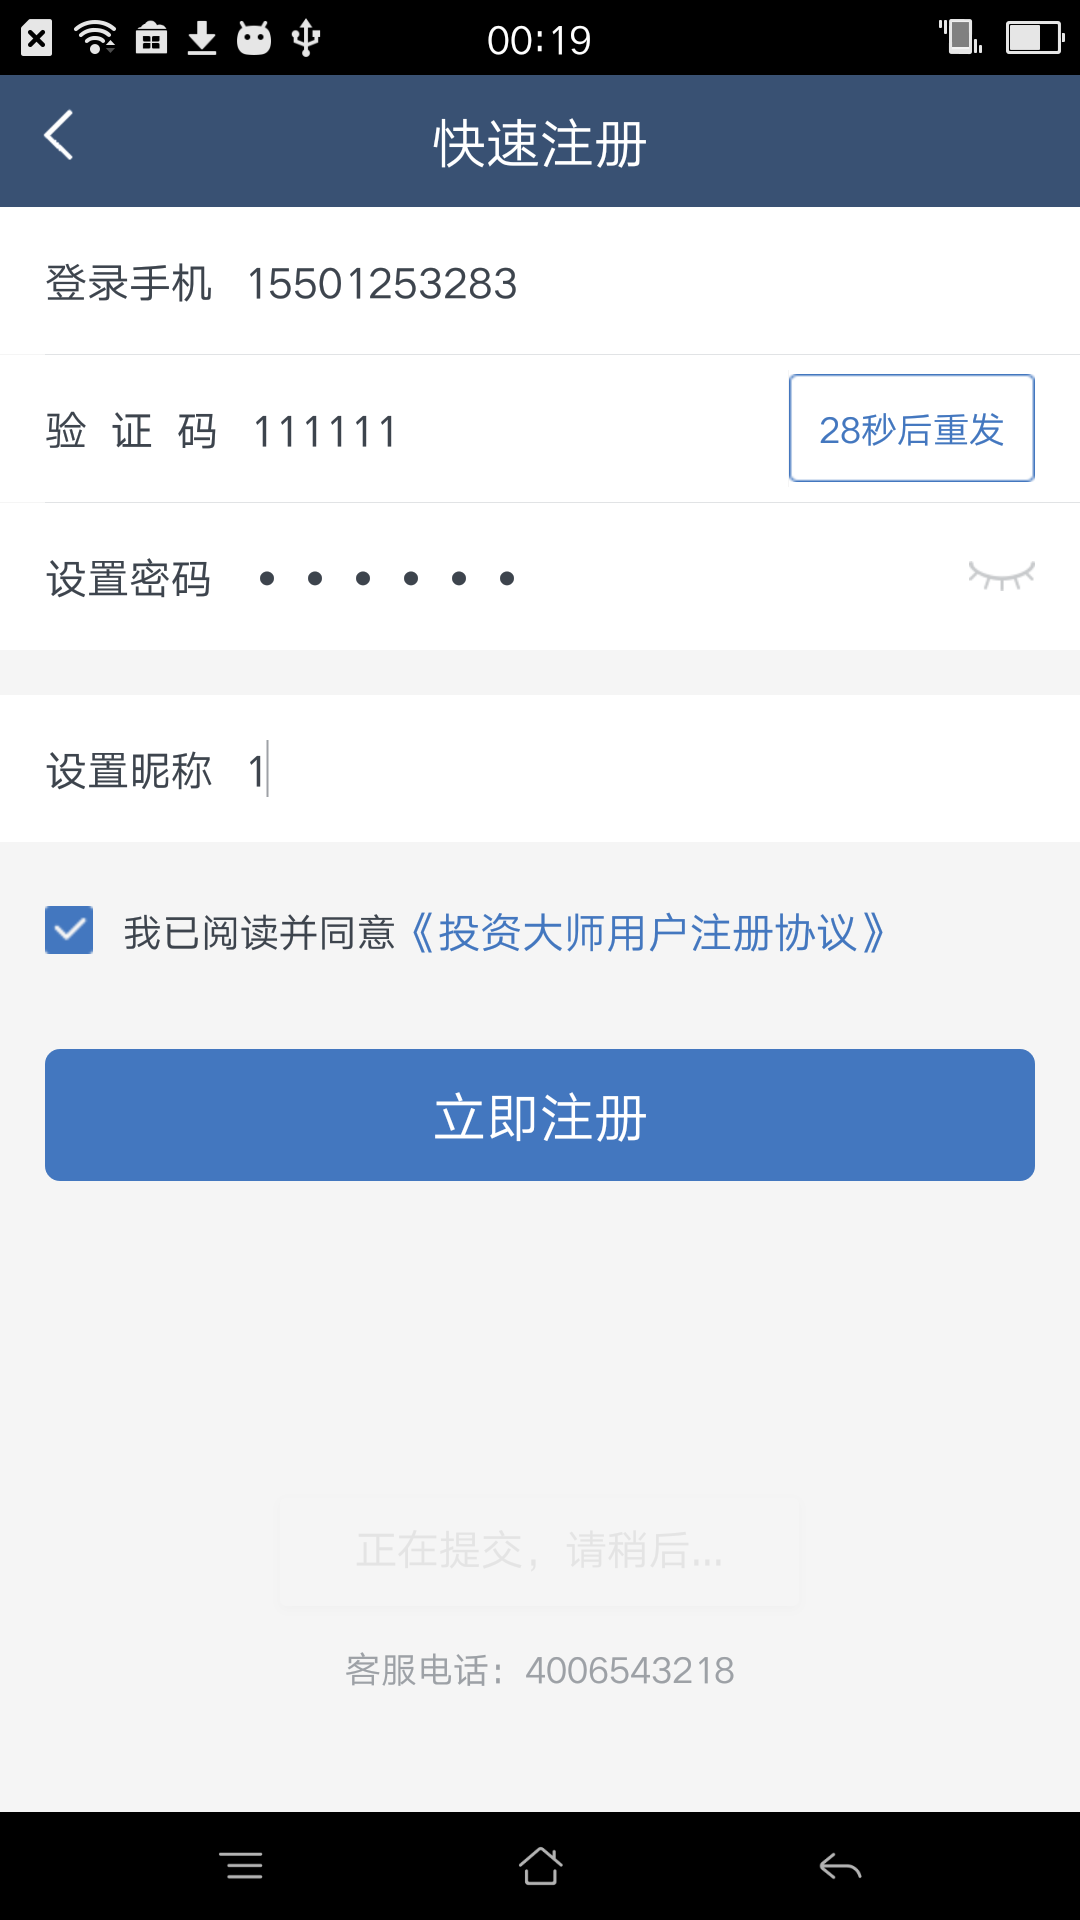 00:19
快速注册
登录手机 15501253283
验 证 码 111111 28秒后重发
设置密码 ••••••
设置昵称 1
我已阅读并同意《投资大师用户注册协议》
立即注册
正在提交，请稍后...
客服电话：4006543218